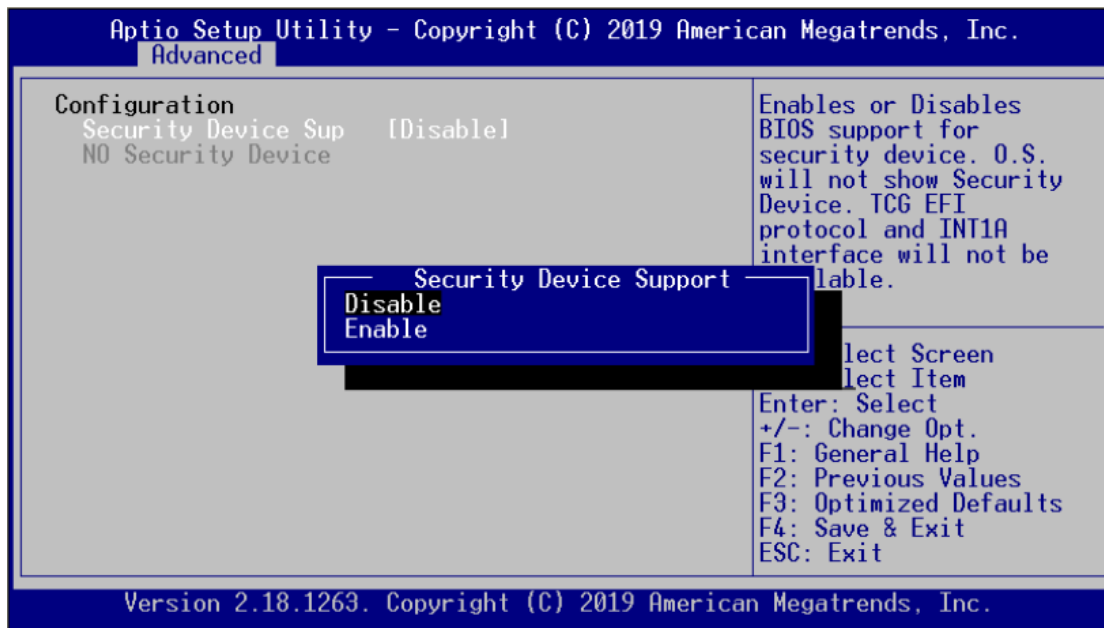 Aptio Setup Utility – Copyright (C) 2019 American Megatrends, Inc.
Advanced
Configuration
Security Device Sup [Disable]
NO Security Device
Enables or Disables
BIOS support for
security device. O.S.
will not show Security
Device. TCG EFI
protocol and INT1A
interface will not be
lable.
Security Device Support
Disable
Enable
lect Screen
lect Item
Enter: Select
+/-: Change Opt.
F1: General Help
F2: Previous Values
F3: Optimized Defaults
F4: Save & Exit
ESC: Exit
Version 2.18.1263. Copyright (C) 2019 American Megatrends, Inc.